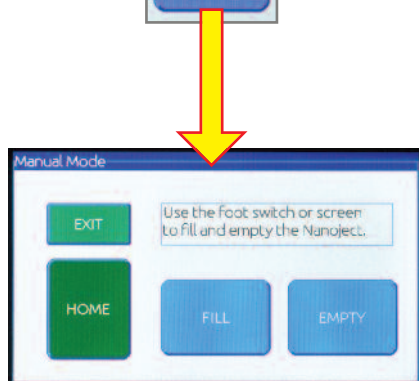 Manual Mode
EXIT
Use the foot switch or screen
to fill and empty the Nanoject.
HOME
FILL
EMPTY